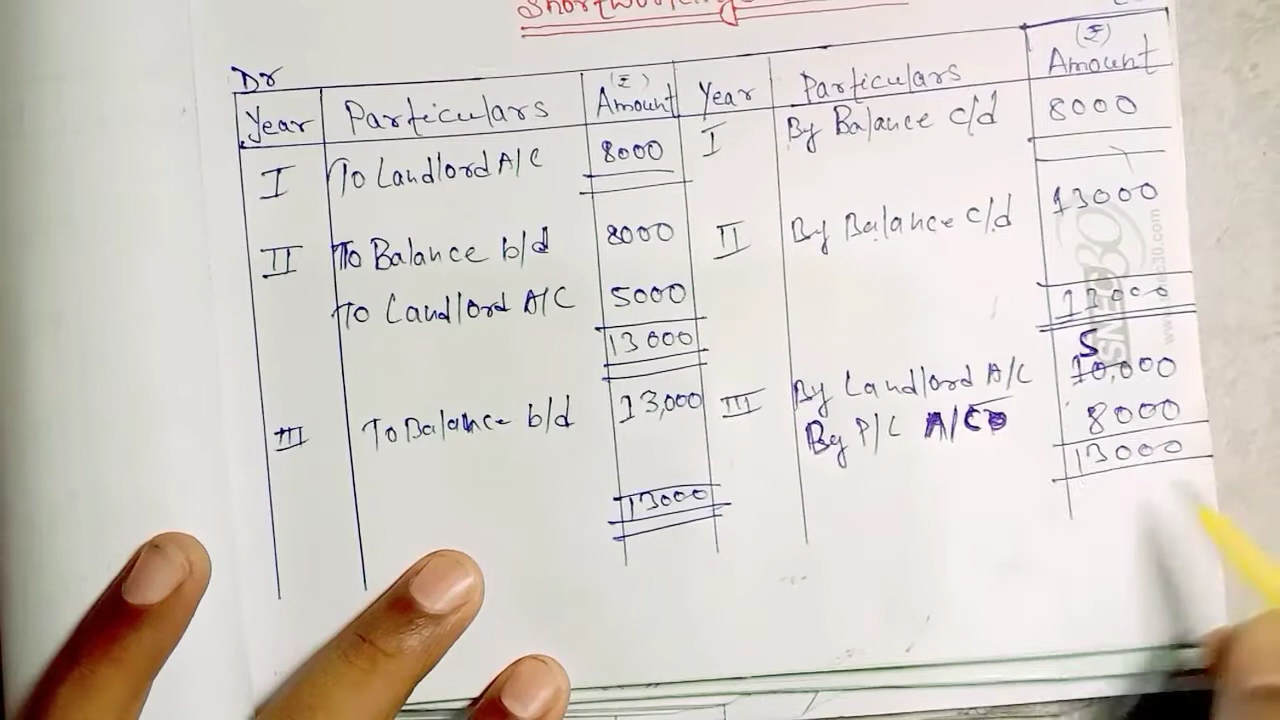 Shortworkings
Dr
Year Particulars (₹) Amount Year Particulars (₹) Amount
I To Landlord A/C 8000 I By Balance c/d 8000
II To Balance b/d 8000 II By Balance c/d 13000
To Landlord A/C 5000
13000 13000
III To Balance b/d 13,000 III By Landlord A/C 5 10,000
By P/L A/C 8000
13000 13000